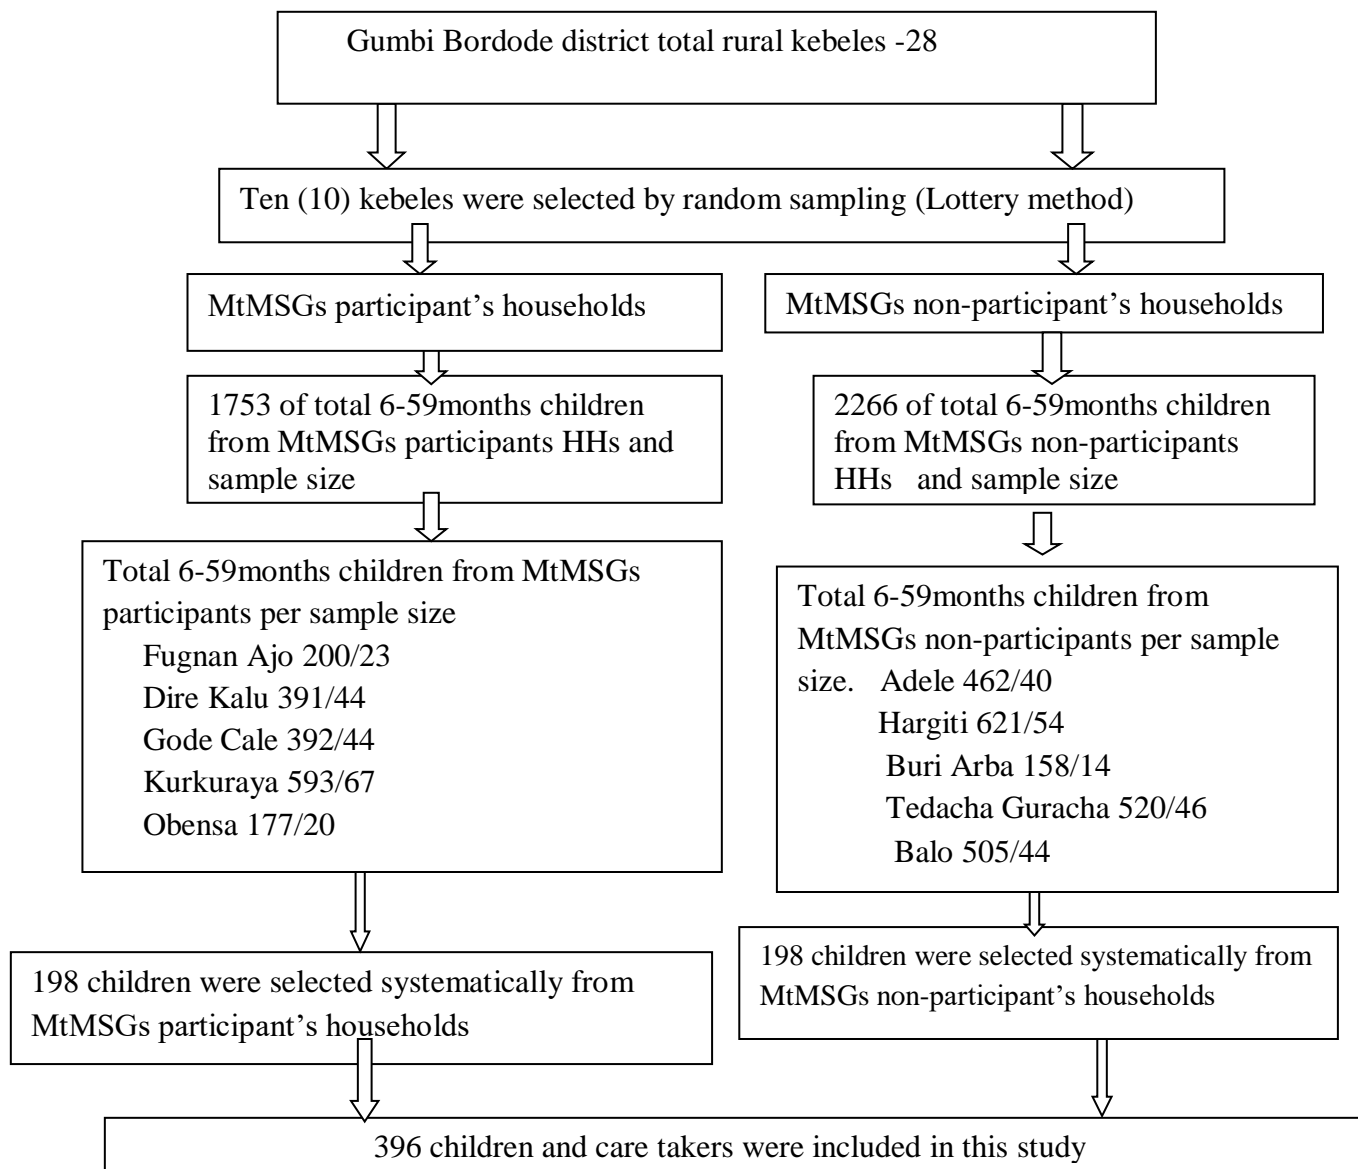 Gumbi Bordode district total rural kebeles -28
Ten (10) kebeles were selected by random sampling (Lottery method)
MtMSGs participant’s households
MtMSGs non-participant’s households
1753 of total 6-59months children
from MtMSGs participants HHs and
sample size
2266 of total 6-59months children
from MtMSGs non-participants
HHs and sample size
Total 6-59months children from MtMSGs
participants per sample size
Fugnan Ajo 200/23
Dire Kalu 391/44
Gode Cale 392/44
Kurkuraya 593/67
Obensa 177/20
Total 6-59months children from
MtMSGs non-participants per sample
size. Adele 462/40
Hargiti 621/54
Buri Arba 158/14
Tedacha Guracha 520/46
Balo 505/44
198 children were selected systematically from
MtMSGs participant’s households
198 children were selected systematically from
MtMSGs non-participant’s households
396 children and care takers were included in this study